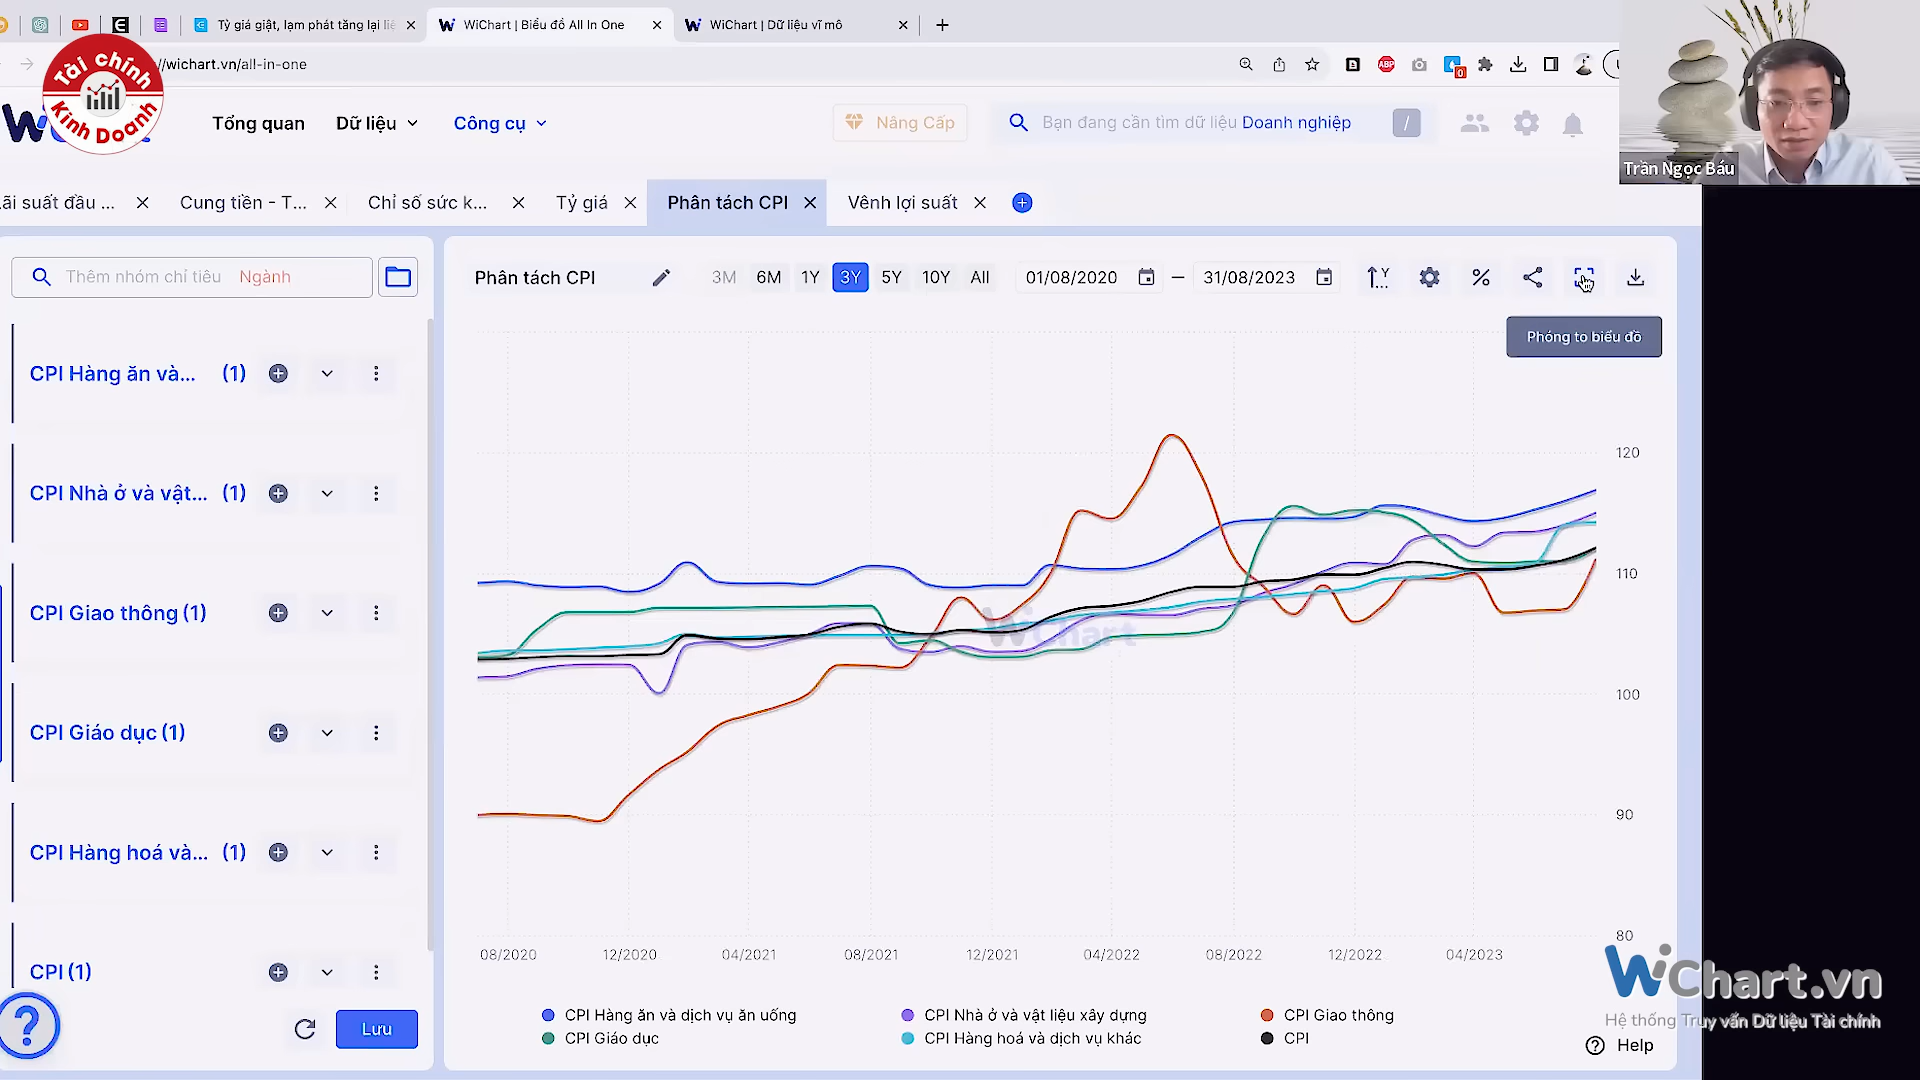 Tỷ giá giật, lạm phát tăng lại
WiChart | Biểu đồ All In One
WiChart | Dữ liệu vĩ mô
//wichart.vn/all-in-one
ABP
0
Tài chính
Kinh Doanh
Tổng quan
Dữ liệu
Công cụ
Nâng Cấp
Bạn đang cần tìm dữ liệu Doanh nghiệp
/
Trần Ngọc Báu
ãi suất đầu ...
Cung tiền - T...
Chỉ số sức k...
Tỷ giá
Phân tách CPI
Vênh lợi suất
Thêm nhóm chỉ tiêu Ngành
Phân tách CPI
3M 6M 1Y 3Y 5Y 10Y All
01/08/2020 – 31/08/2023
Y
%
Phóng to biểu đồ
CPI Hàng ăn và... (1)
CPI Nhà ở và vật... (1)
CPI Giao thông (1)
CPI Giáo dục (1)
CPI Hàng hoá và... (1)
CPI (1)
?
Lưu
120
110
100
90
80
WiChart
08/2020 12/2020 04/2021 08/2021 12/2021 04/2022 08/2022 12/2022 04/2023
CPI Hàng ăn và dịch vụ ăn uống
CPI Nhà ở và vật liệu xây dựng
CPI Giao thông
CPI Giáo dục
CPI Hàng hoá và dịch vụ khác
CPI
WiChart.vn
Hệ thống Truy vấn Dữ liệu Tài chính
? Help